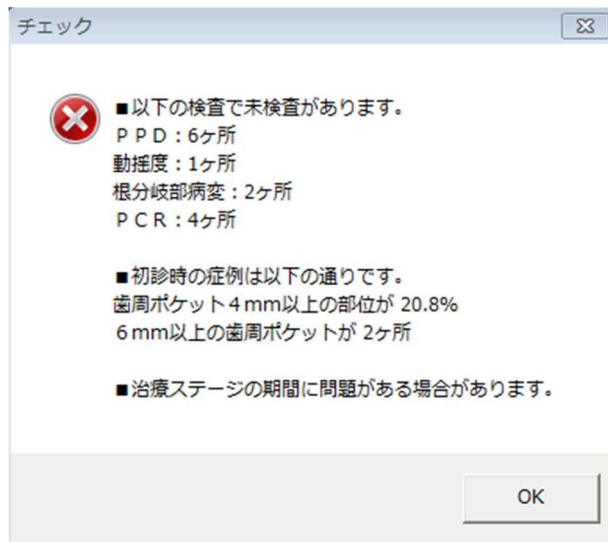 チェック
■以下の検査で未検査があります。
ＰＰＤ：6ヶ所
動揺度：1ヶ所
根分岐部病変：2ヶ所
ＰＣＲ：4ヶ所
■初診時の症例は以下の通りです。
歯周ポケット４mm以上の部位が 20.8%
６mm以上の歯周ポケットが 2ヶ所
■治療ステージの期間に問題がある場合があります。
OK